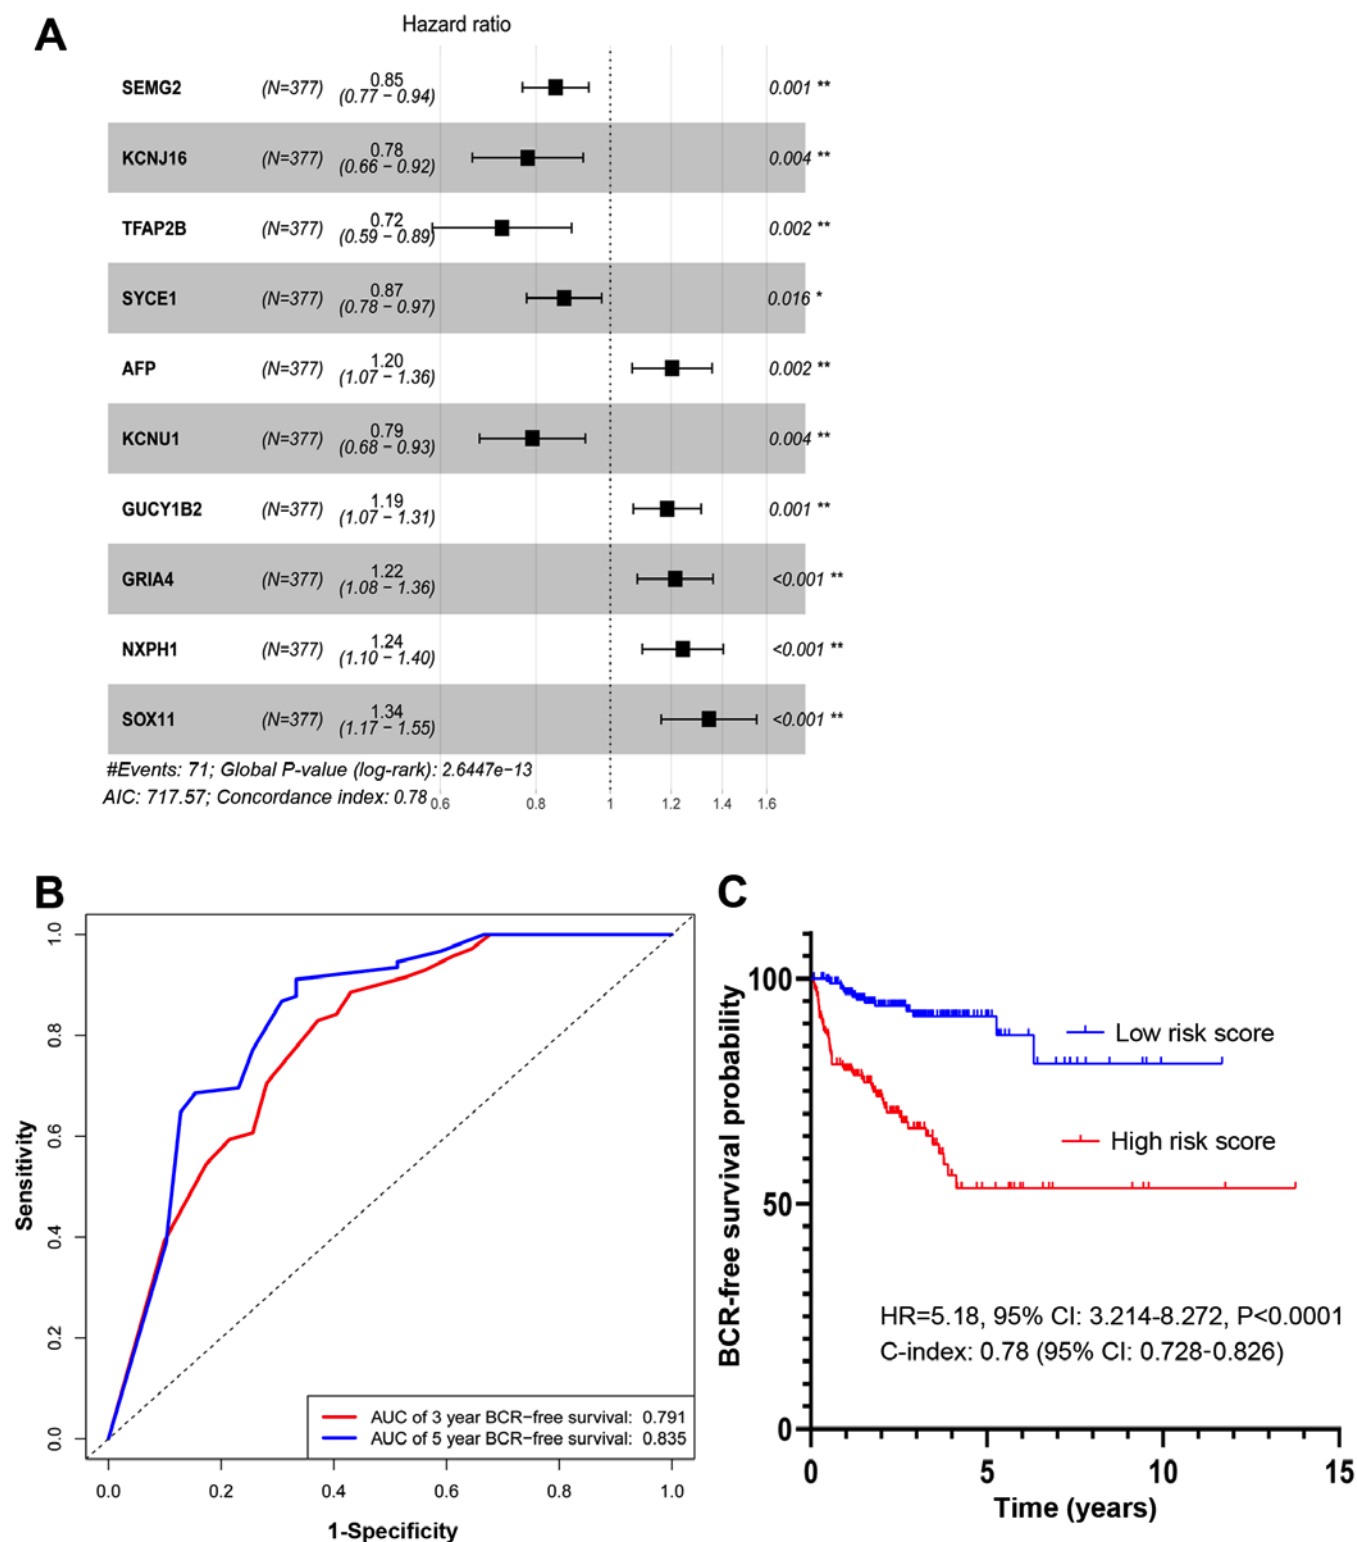 A
Hazard ratio
SEMG2 (N=377) 0.85 (0.77 − 0.94) 0.001 **
KCNJ16 (N=377) 0.78 (0.66 − 0.92) 0.004 **
TFAP2B (N=377) 0.72 (0.59 − 0.89) 0.002 **
SYCE1 (N=377) 0.87 (0.78 − 0.97) 0.016 *
AFP (N=377) 1.20 (1.07 − 1.36) 0.002 **
KCNU1 (N=377) 0.79 (0.68 − 0.93) 0.004 **
GUCY1B2 (N=377) 1.19 (1.07 − 1.31) 0.001 **
GRIA4 (N=377) 1.22 (1.08 − 1.36) <0.001 **
NXPH1 (N=377) 1.24 (1.10 − 1.40) <0.001 **
SOX11 (N=377) 1.34 (1.17 − 1.55) <0.001 **
#Events: 71; Global P-value (log-rark): 2.6447e−13
AIC: 717.57; Concordance index: 0.78
0.6 0.8 1 1.2 1.4 1.6
B
Sensitivity
1.0
0.8
0.6
0.4
0.2
0.0
AUC of 3 year BCR−free survival: 0.791
AUC of 5 year BCR−free survival: 0.835
0.0 0.2 0.4 0.6 0.8 1.0
1-Specificity
C
BCR-free survival probability
100
50
0
Low risk score
High risk score
HR=5.18, 95% CI: 3.214-8.272, P<0.0001
C-index: 0.78 (95% CI: 0.728-0.826)
0 5 10 15
Time (years)